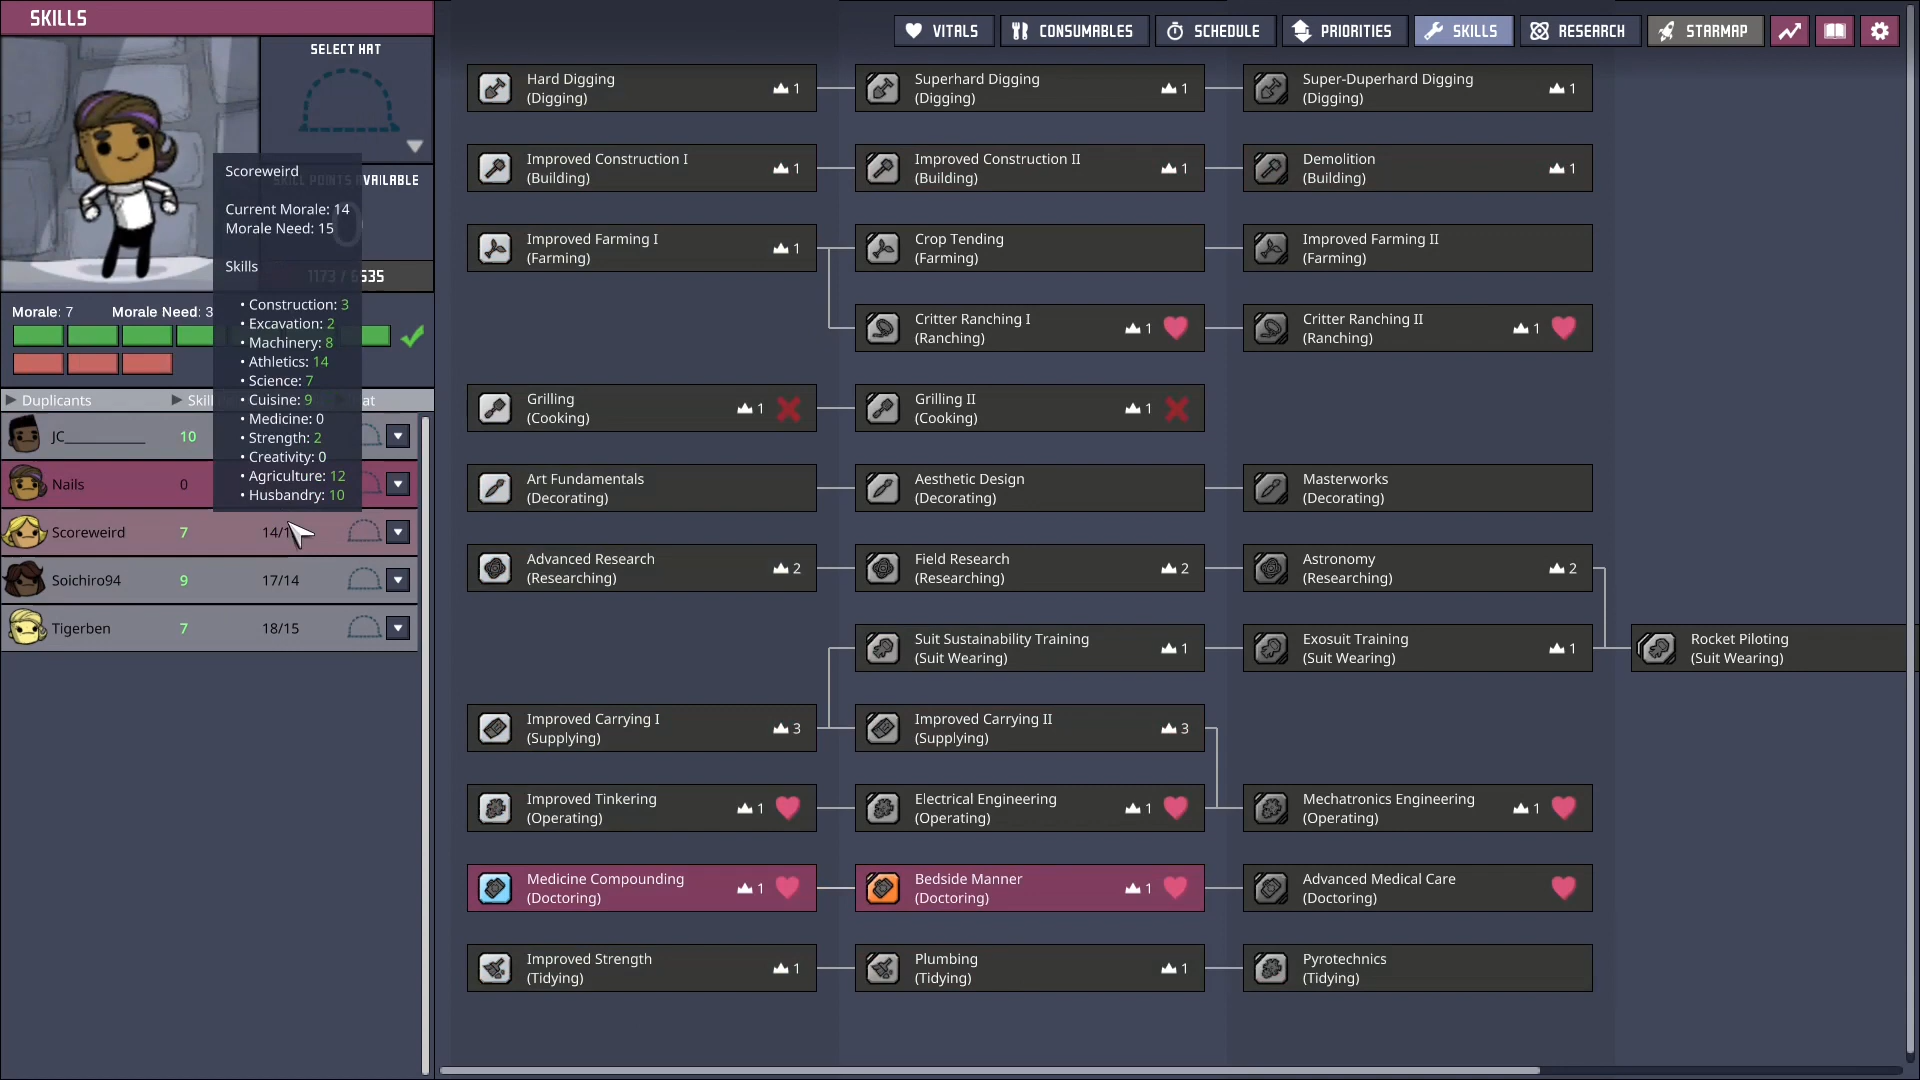 SKILLS
VITALS
CONSUMABLES
SCHEDULE
PRIORITIES
SKILLS
RESEARCH
STARMAP
SELECT HAT
VAILABLE
Scoreweird
Current Morale: 14
Morale Need: 15
Skills
• Construction: 3
• Excavation: 2
• Machinery: 8
• Athletics: 14
• Science: 7
• Cuisine: 9
• Medicine: 0
• Strength: 2
• Creativity: 0
• Agriculture: 12
• Husbandry: 10
Morale: 7 Morale Need: 3
Duplicants
JC____________ 10
Nails 0
Scoreweird 7
Soichiro94 9 17/14
Tigerben 7 18/15
Hard Digging 1
(Digging)
Superhard Digging 1
(Digging)
Super-Duperhard Digging 1
(Digging)
Improved Construction I 1
(Building)
Improved Construction II 1
(Building)
Demolition 1
(Building)
Improved Farming I 1
(Farming)
Crop Tending
(Farming)
Improved Farming II
(Farming)
Critter Ranching I 1
(Ranching)
Critter Ranching II 1
(Ranching)
Grilling 1
(Cooking)
Grilling II 1
(Cooking)
Art Fundamentals
(Decorating)
Aesthetic Design
(Decorating)
Masterworks
(Decorating)
Advanced Research 2
(Researching)
Field Research 2
(Researching)
Astronomy 2
(Researching)
Suit Sustainability Training 1
(Suit Wearing)
Exosuit Training 1
(Suit Wearing)
Rocket Piloting
(Suit Wearing)
Improved Carrying I 3
(Supplying)
Improved Carrying II 3
(Supplying)
Improved Tinkering 1
(Operating)
Electrical Engineering 1
(Operating)
Mechatronics Engineering 1
(Operating)
Medicine Compounding 1
(Doctoring)
Bedside Manner 1
(Doctoring)
Advanced Medical Care
(Doctoring)
Improved Strength 1
(Tidying)
Plumbing 1
(Tidying)
Pyrotechnics
(Tidying)